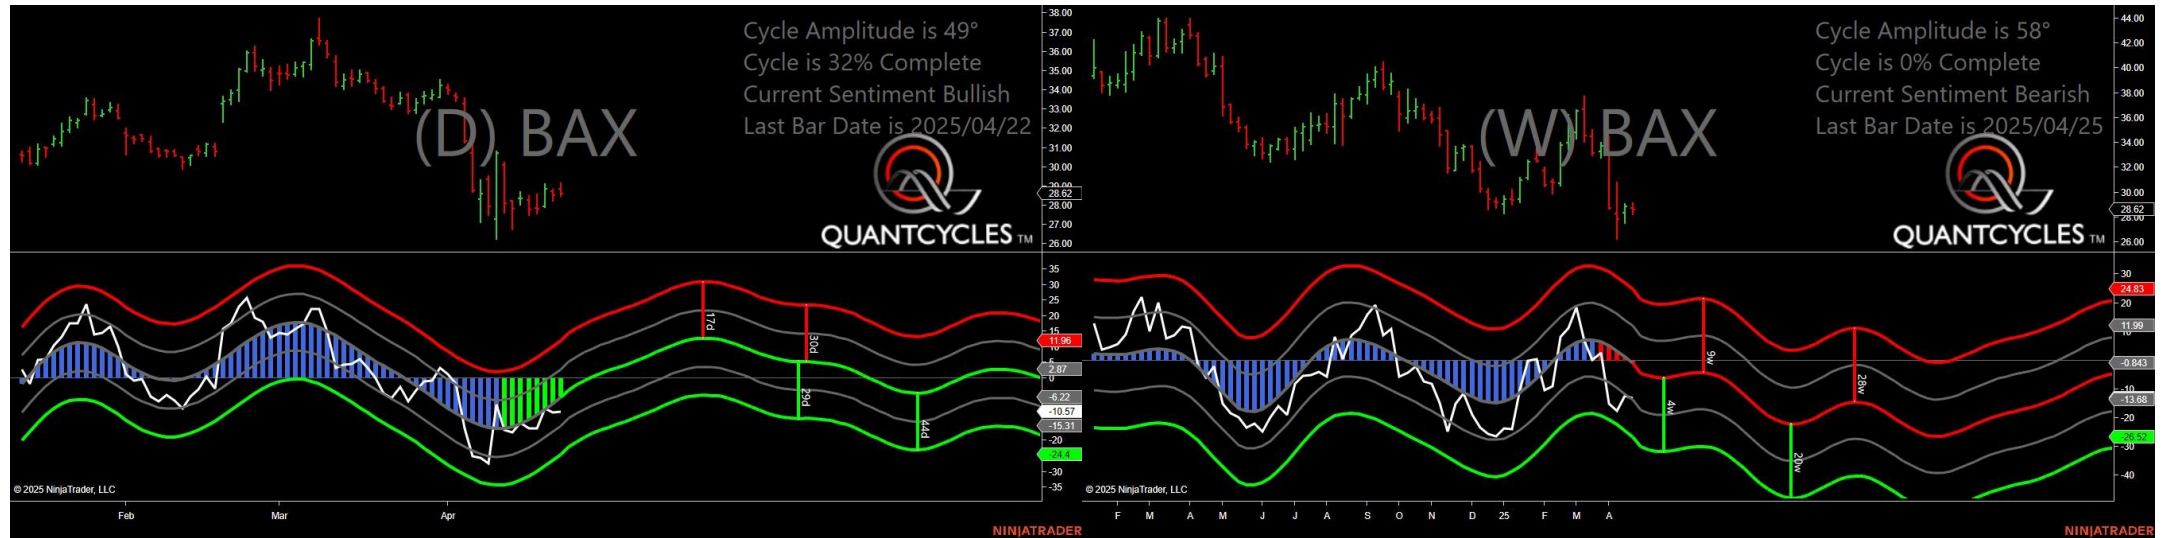 Cycle Amplitude is 49°
Cycle is 32% Complete
Current Sentiment Bullish
Last Bar Date is 2025/04/22
(D) BAX
QUANTCYCLES TM
38.00
37.00
36.00
35.00
34.00
33.00
32.00
31.00
30.00
29.00
28.62
28.00
27.00
26.00
35
30
25
20
15
11.96
5
2.87
0
-6.22
-10.57
-15.31
-20
-24.4
-30
-35
17d
30d
29d
44d
© 2025 NinjaTrader, LLC
Feb
Mar
Apr
NINJATRADER
Cycle Amplitude is 58°
Cycle is 0% Complete
Current Sentiment Bearish
Last Bar Date is 2025/04/25
(W) BAX
QUANTCYCLES TM
44.00
42.00
40.00
38.00
36.00
34.00
32.00
30.00
28.62
28.00
26.00
30
24.83
20
11.99
-0.843
-10
-13.68
-20
-26.52
-30
-40
9w
28w
4w
20w
© 2025 NinjaTrader, LLC
F
M
A
M
J
J
A
S
O
N
D
25
F
M
A
NINJATRADER